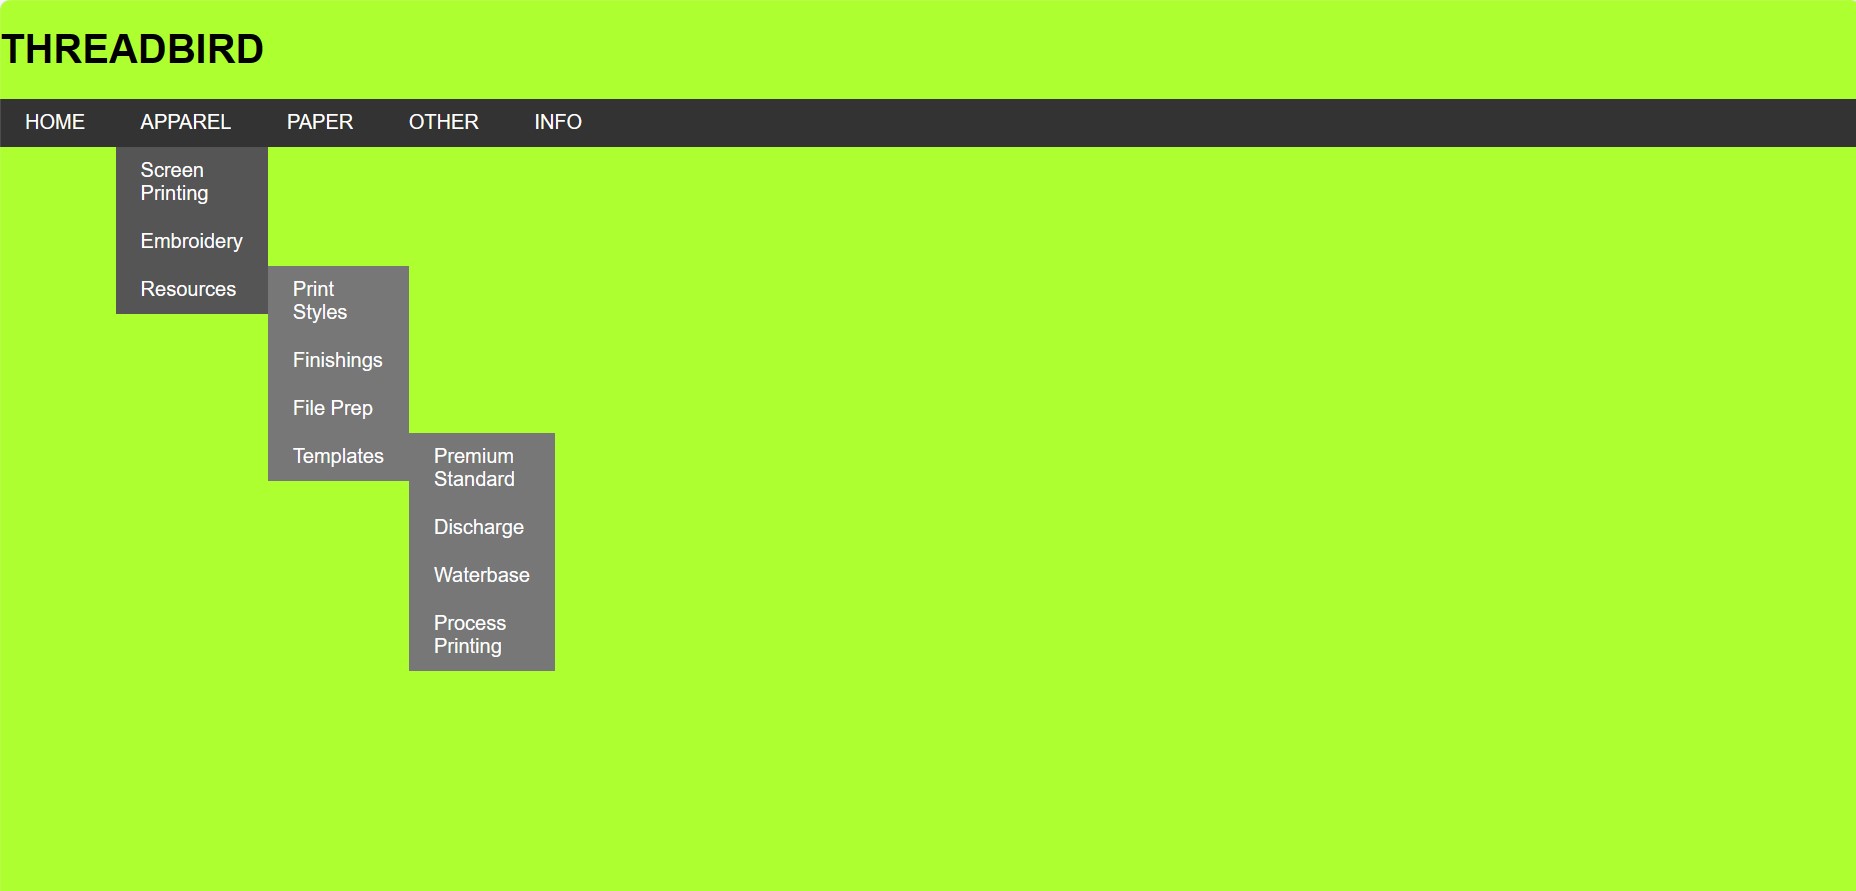 THREADBIRD
HOME APPAREL PAPER OTHER INFO
Screen
Printing
Embroidery
Resources
Print
Styles
Finishings
File Prep
Templates
Premium
Standard
Discharge
Waterbase
Process
Printing